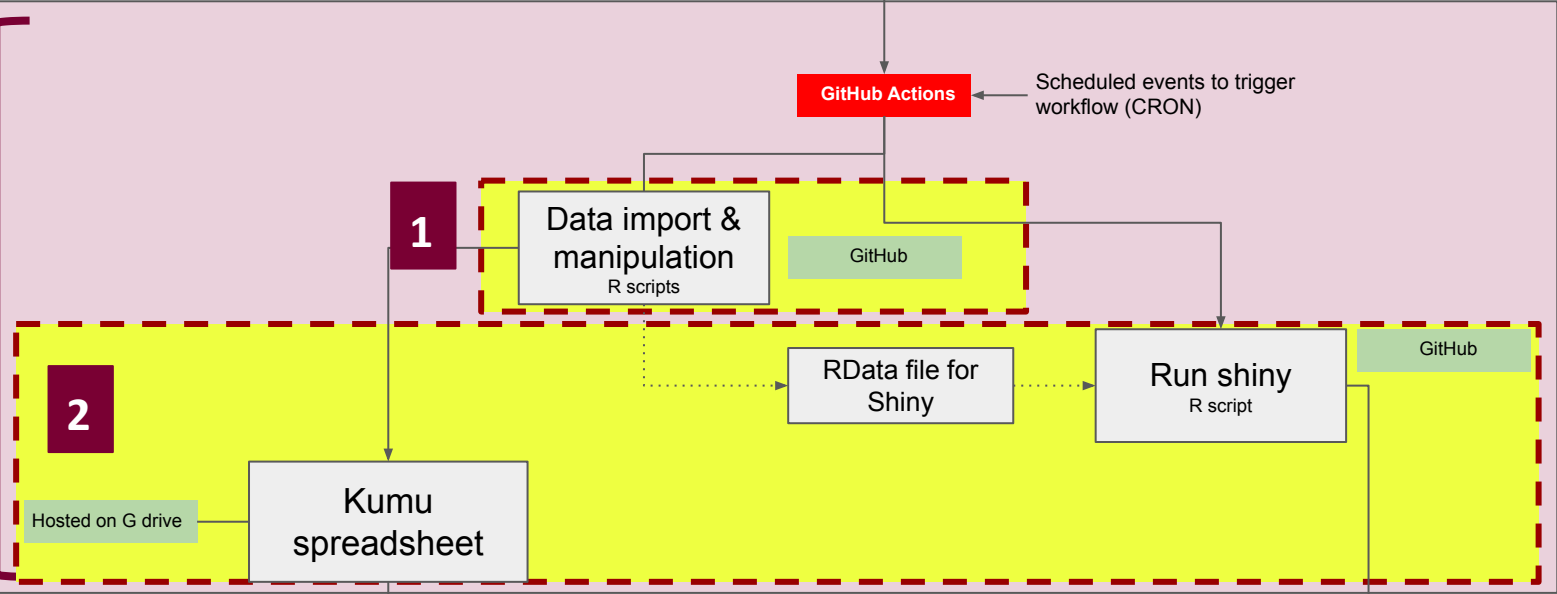 GitHub Actions
Scheduled events to trigger
workflow (CRON)
1
Data import &
manipulation
R scripts
GitHub
2
RData file for
Shiny
Run shiny
R script
GitHub
Kumu
spreadsheet
Hosted on G drive